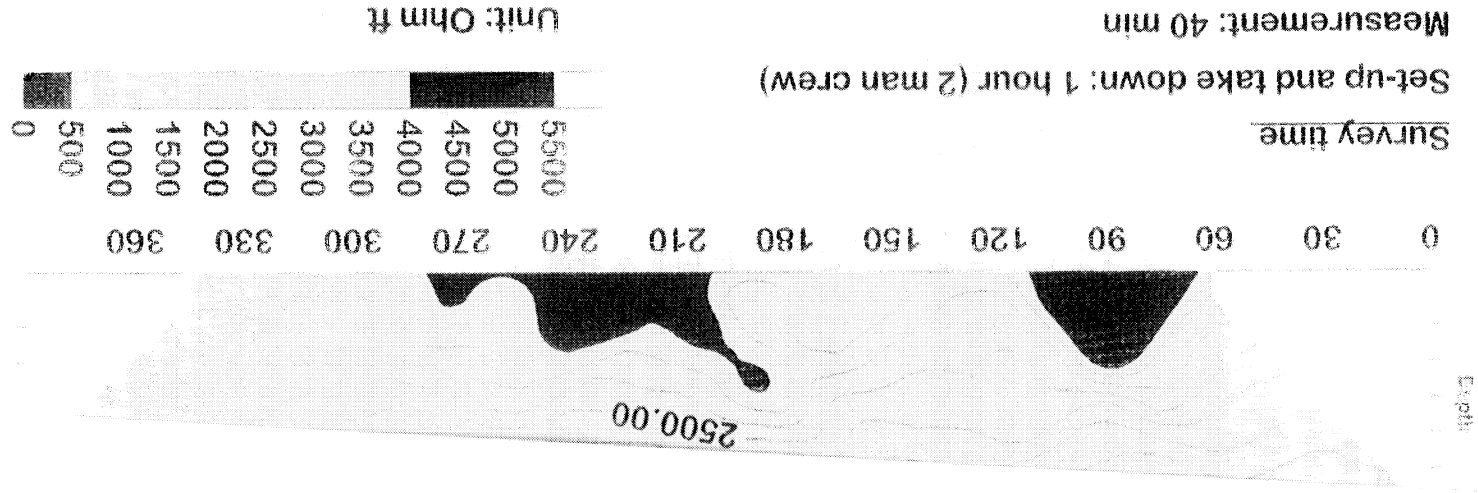 Depth
2500.00
0 30 60 90 120 150 180 210 240 270 300 330 360
Survey time
Set-up and take down: 1 hour (2 man crew)
Measurement: 40 min
5500
5000
4500
4000
3500
3000
2500
2000
1500
1000
500
0
Unit: Ohm ft